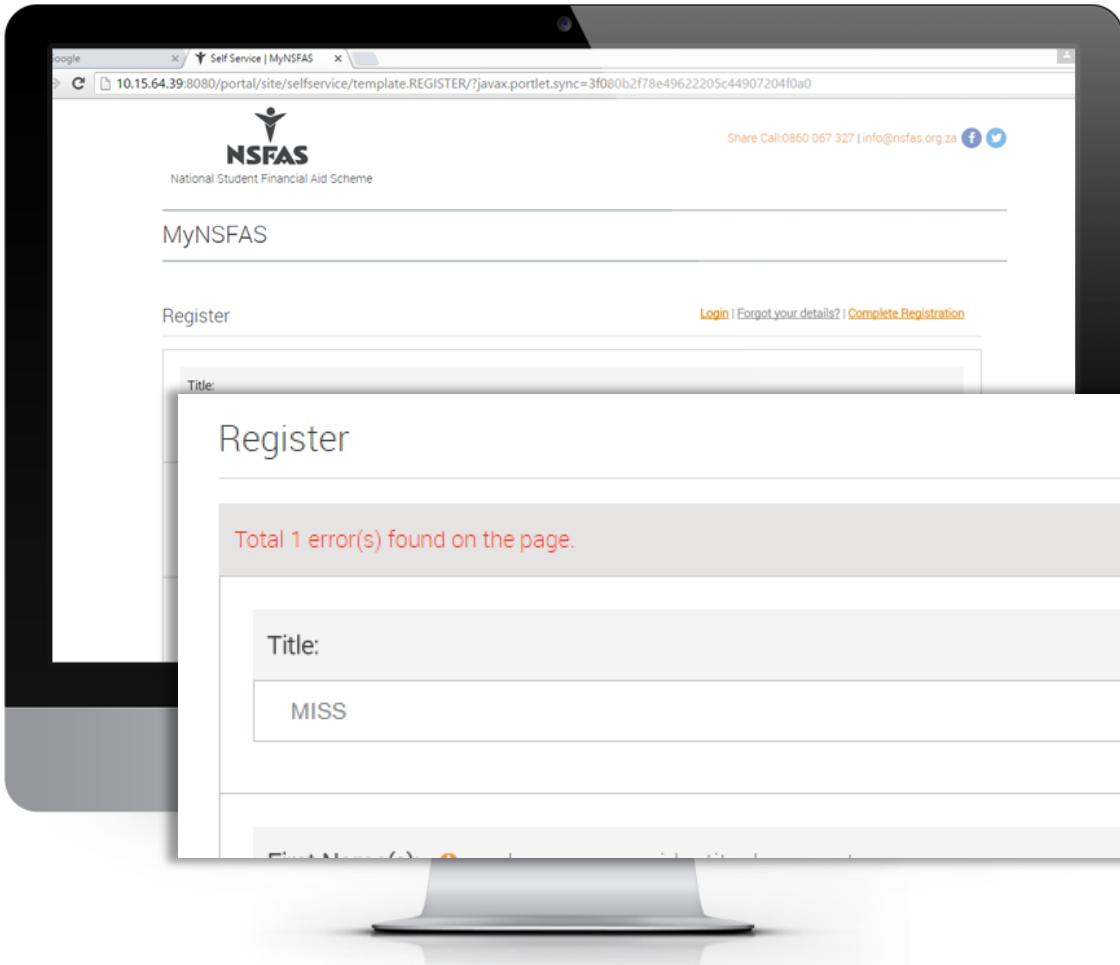 oogle
Self Service | MyNSFAS
10.15.64.39:8080/portal/site/selfservice/template.REGISTER/?javax.portlet.sync=3f080b2f78e49622205c44907204f0a0
NSFAS
National Student Financial Aid Scheme
Share Call:0860 067 327 | info@nsfas.org.za
MyNSFAS
Register
Login | Forgot your details? | Complete Registration
Title:
Register
Total 1 error(s) found on the page.
Title:
MISS
First Name(s):